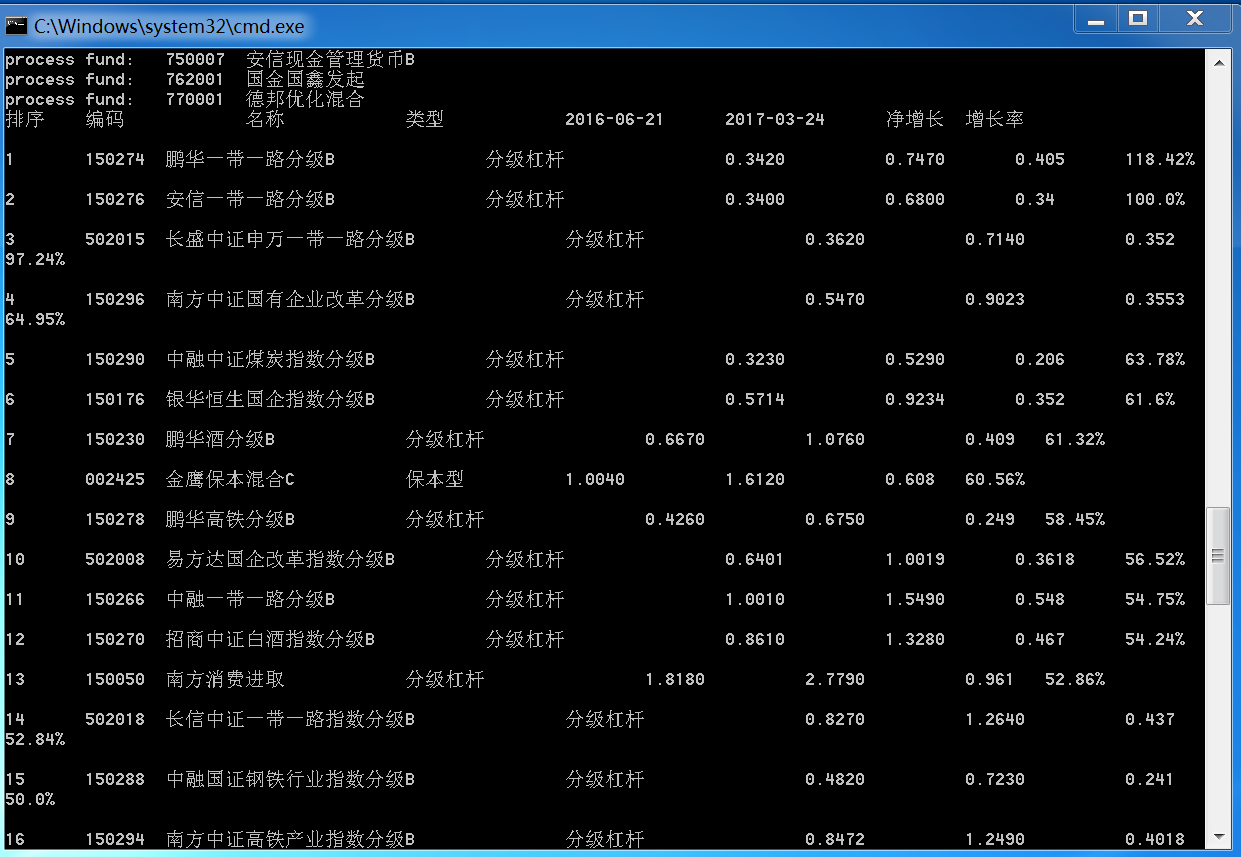 C:\Windows\system32\cmd.exe
process fund: 750007 安信现金管理货币B
process fund: 762001 国金国鑫发起
process fund: 770001 德邦优化混合
排序 编码 名称 类型 2016-06-21 2017-03-24 净增长 增长率
1 150274 鹏华一带一路分级B 分级杠杆 0.3420 0.7470 0.405 118.42%
2 150276 安信一带一路分级B 分级杠杆 0.3400 0.6800 0.34 100.0%
3 502015 长盛中证申万一带一路分级B 分级杠杆 0.3620 0.7140 0.352
97.24%
4 150296 南方中证国有企业改革分级B 分级杠杆 0.5470 0.9023 0.3553
64.95%
5 150290 中融中证煤炭指数分级B 分级杠杆 0.3230 0.5290 0.206 63.78%
6 150176 银华恒生国企指数分级B 分级杠杆 0.5714 0.9234 0.352 61.6%
7 150230 鹏华酒分级B 分级杠杆 0.6670 1.0760 0.409 61.32%
8 002425 金鹰保本混合C 保本型 1.0040 1.6120 0.608 60.56%
9 150278 鹏华高铁分级B 分级杠杆 0.4260 0.6750 0.249 58.45%
10 502008 易方达国企改革指数分级B 分级杠杆 0.6401 1.0019 0.3618 56.52%
11 150266 中融一带一路分级B 分级杠杆 1.0010 1.5490 0.548 54.75%
12 150270 招商中证白酒指数分级B 分级杠杆 0.8610 1.3280 0.467 54.24%
13 150050 南方消费进取 分级杠杆 1.8180 2.7790 0.961 52.86%
14 502018 长信中证一带一路指数分级B 分级杠杆 0.8270 1.2640 0.437
52.84%
15 150288 中融国证钢铁行业指数分级B 分级杠杆 0.4820 0.7230 0.241
50.0%
16 150294 南方中证高铁产业指数分级B 分级杠杆 0.8472 1.2490 0.4018